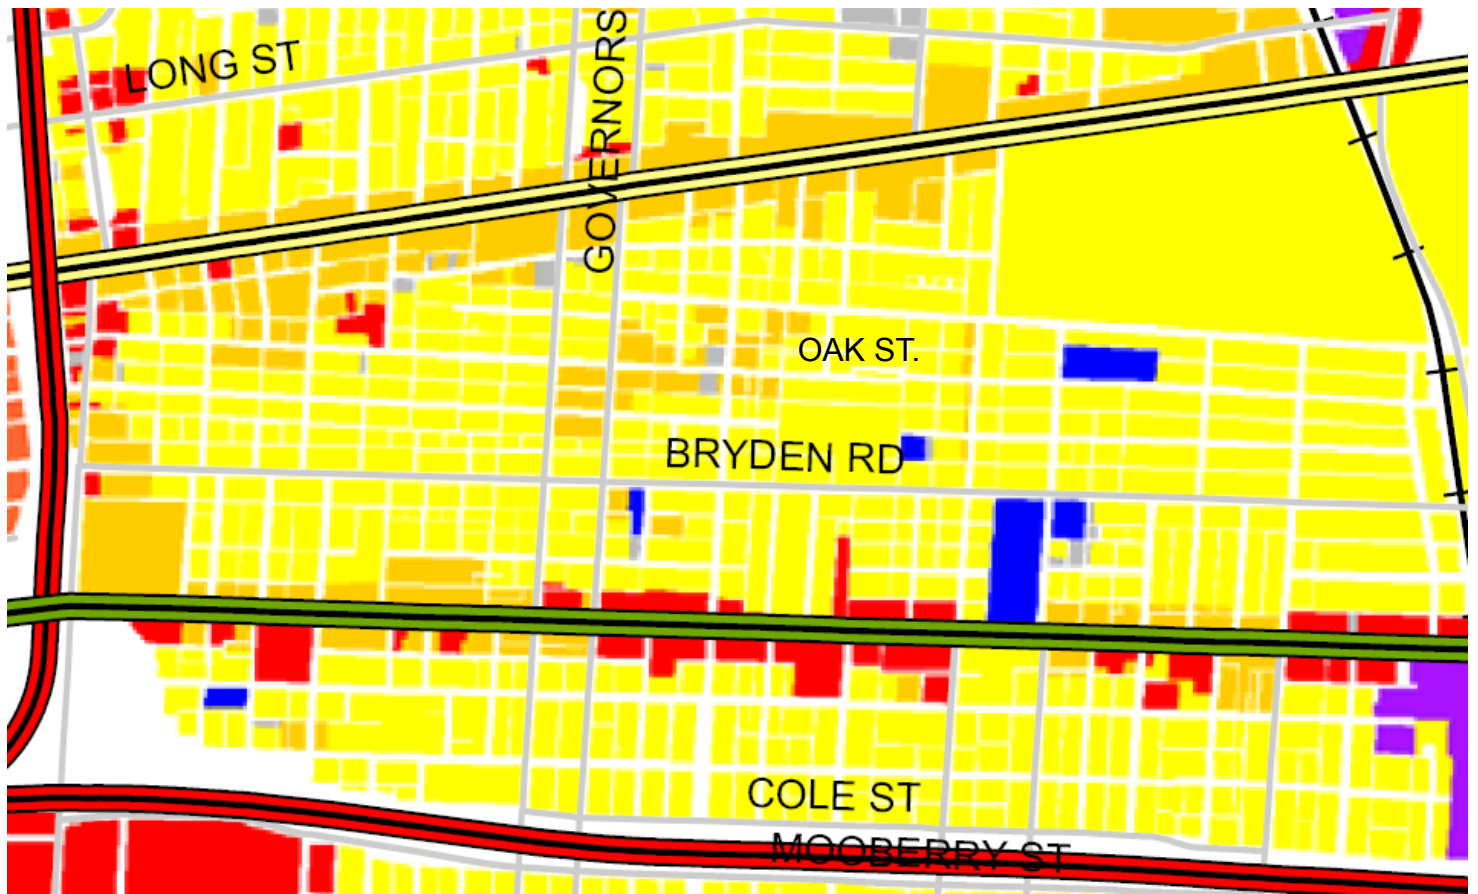 LONG ST
GOVERNORS
OAK ST.
BRYDEN RD
COLE ST
MOOBERRY ST